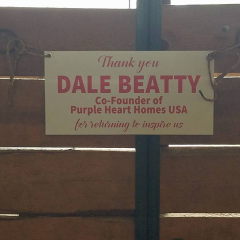 Thank you
DALE BEATTY
Co-Founder of
Purple Heart Homes USA
for returning to inspire us